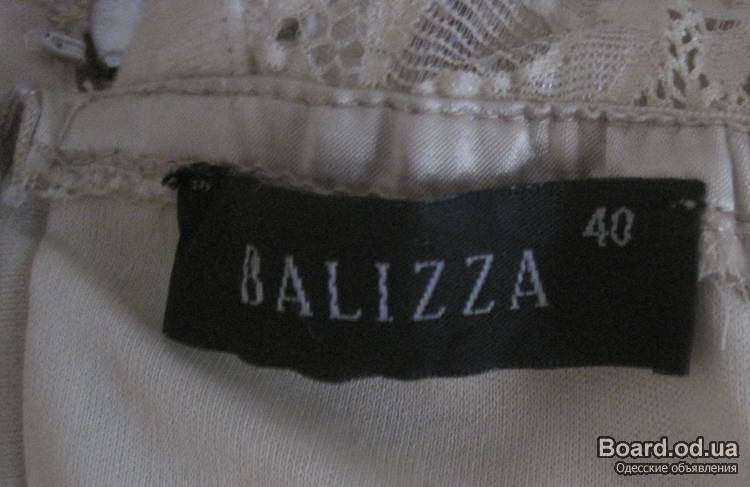 40
BALIZZA
Board.od.ua
Одесские объявления